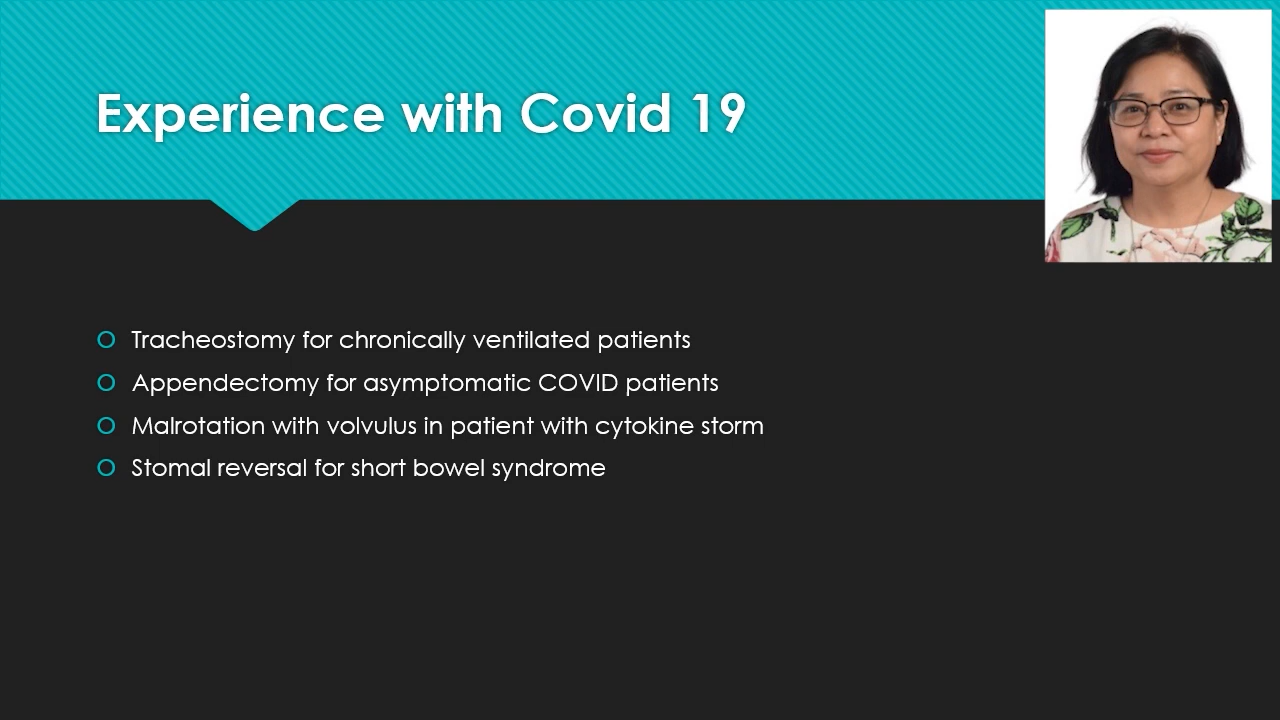 Experience with Covid 19
Tracheostomy for chronically ventilated patients
Appendectomy for asymptomatic COVID patients
Malrotation with volvulus in patient with cytokine storm
Stomal reversal for short bowel syndrome